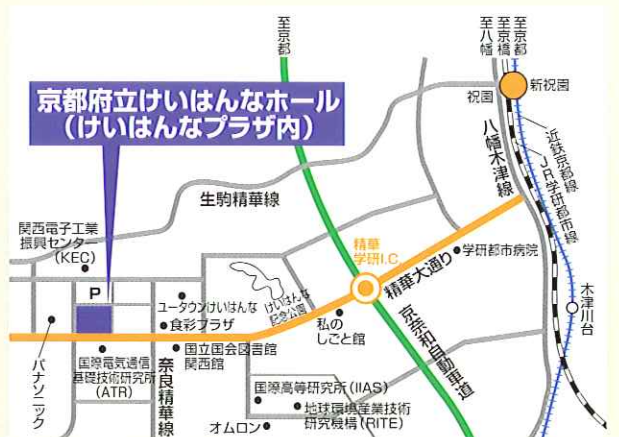 至京都
至八幡
至京橋
至京都
京都府立けいはんなホール
(けいはんなプラザ内)
新祝園
祝園
近鉄京都線
JR学研都市線
八幡木津線
生駒精華線
関西電子工業
振興センター
(KEC)
精華
学研I.C.
精華大通り
学研都市病院
P
ユータウンけいはんな
けいはんな
記念公園
食彩プラザ
私の
しごと館
木津川台
国立国会図書館
関西館
京奈和自動車道
パナソニック
国際電気通信
基礎技術研究所
(ATR)
奈良精華線
国際高等研究所(IIAS)
地球環境産業技術
研究機構(RITE)
オムロン